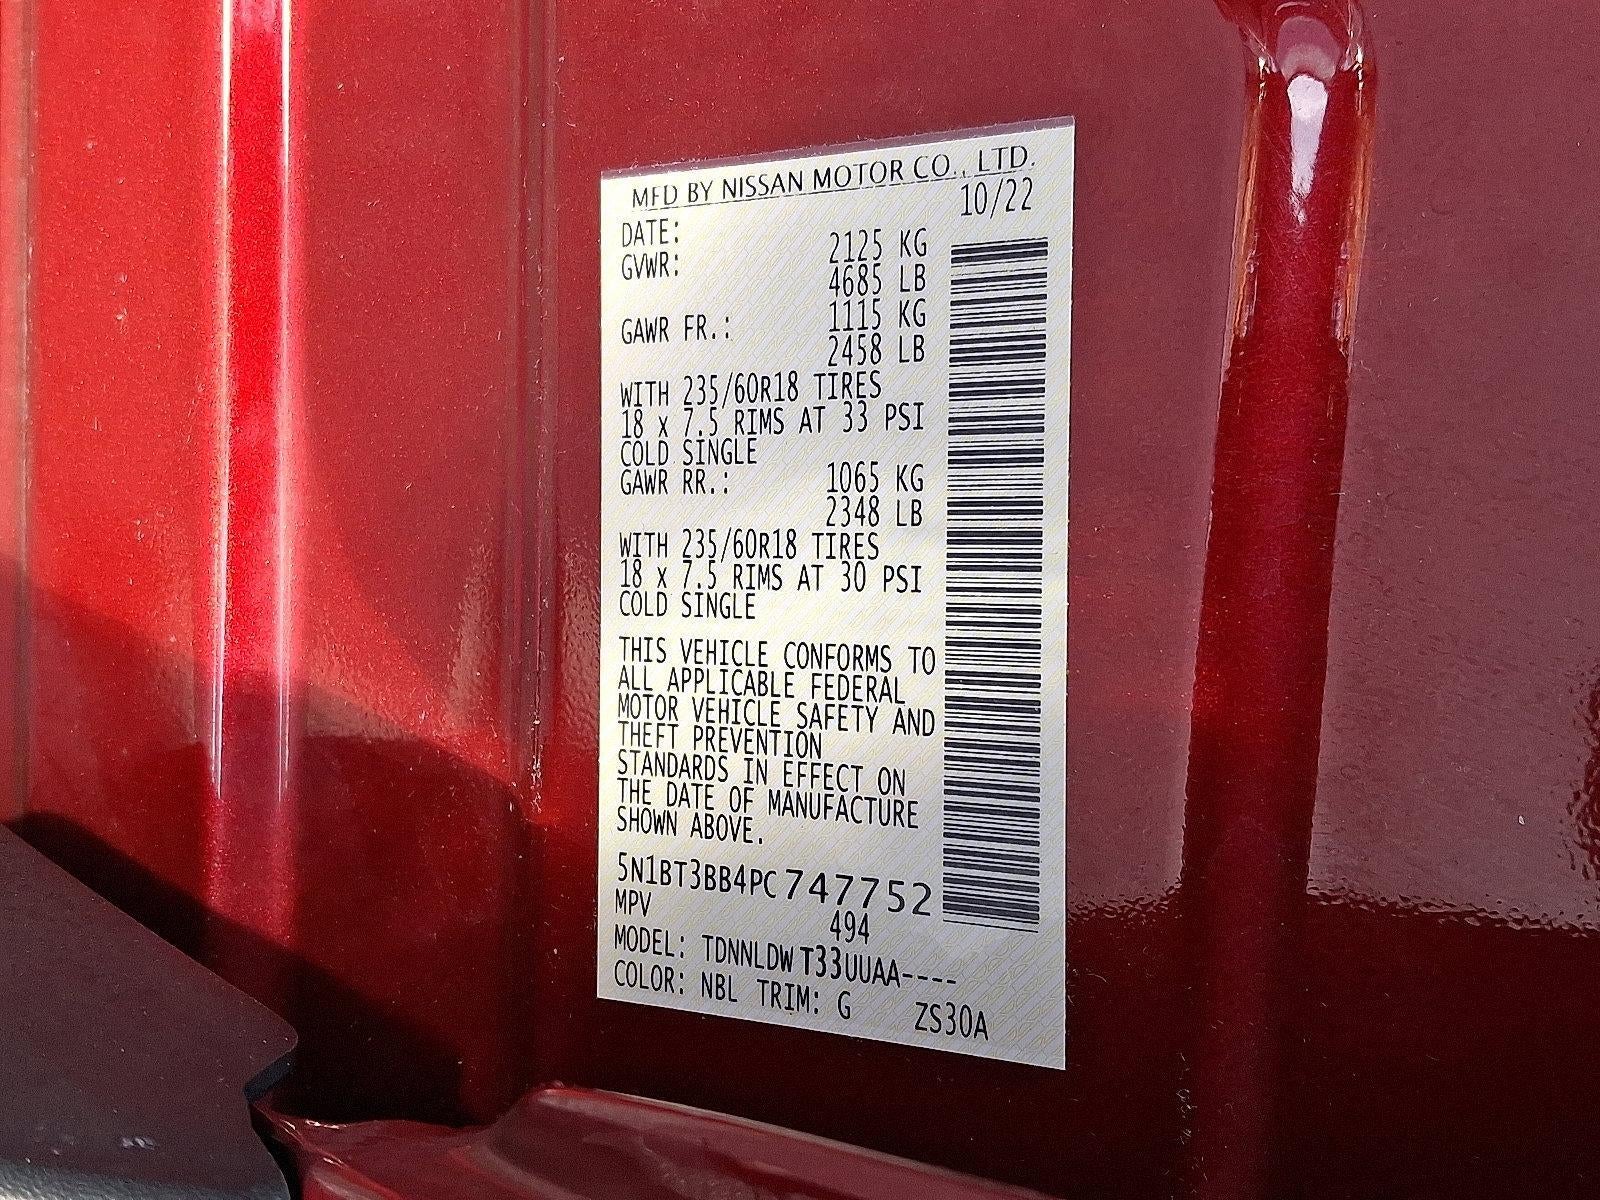 MFD BY NISSAN MOTOR CO., LTD.
DATE: 10/22
GVWR: 2125 KG
4685 LB
GAWR FR.: 1115 KG
2458 LB
WITH 235/60R18 TIRES
18 x 7.5 RIMS AT 33 PSI
COLD SINGLE
GAWR RR.: 1065 KG
2348 LB
WITH 235/60R18 TIRES
18 x 7.5 RIMS AT 30 PSI
COLD SINGLE
THIS VEHICLE CONFORMS TO
ALL APPLICABLE FEDERAL
MOTOR VEHICLE SAFETY AND
THEFT PREVENTION
STANDARDS IN EFFECT ON
THE DATE OF MANUFACTURE
SHOWN ABOVE.
5N1BT3BB4PC747752
MPV 494
MODEL: TDNNLDWT33UUAA----
COLOR: NBL TRIM: G ZS30A